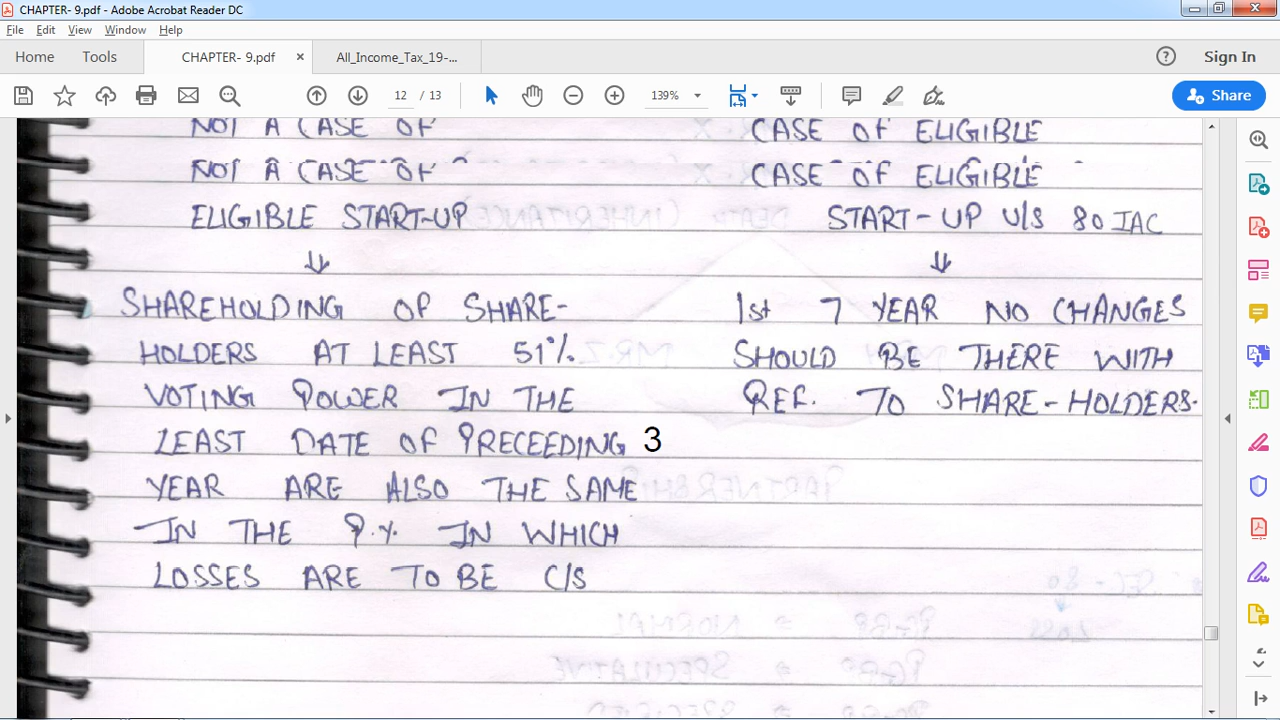 CHAPTER- 9.pdf - Adobe Acrobat Reader DC
File Edit View Window Help
Home Tools CHAPTER- 9.pdf × All_Income_Tax_19-... Sign In
12 / 13 139% Share
NOT A CASE OF
NOT A CASE OF
ELIGIBLE START-UP
↓
SHAREHOLDING OF SHARE-
HOLDERS AT LEAST 51%
VOTING POWER IN THE
LEAST DATE OF PRECEEDING 3
YEAR ARE ALSO THE SAME
IN THE P.Y. IN WHICH
LOSSES ARE TO BE C/S
CASE OF ELIGIBLE
CASE OF ELIGIBLE
START-UP U/S 80 IAC
↓
1st 7 YEAR NO CHANGES
SHOULD BE THERE WITH
REF. TO SHARE-HOLDERS.